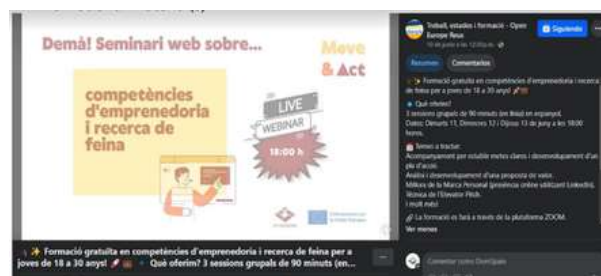 Demà! Seminari web sobre...
Move
& Act
competències
d'emprenedoria
i recerca de
feina
LIVE
WEBINAR
18:00 h
Formació gratuïta en competències d'emprenedoria i recerca de feina per a
joves de 18 a 30 anys! Què oferim? 3 sessions grupals de 90 minuts (en...
Treball, estudis i formació - Open
Europe Reus
Siguiendo
Resumen Comentarios
Formació gratuïta en competències d'emprenedoria i recerca
de feina per a joves de 18 a 30 anys!
Què oferim?
3 sessions grupals de 90 minuts (en línia) en espanyol.
Dates: Dimarts 11, Dimecres 12 i Dijous 13 de juny a les 18:00
hores.
Temes a tractar:
Acompanyament per establir metes clares i desenvolupament d'un
pla d'acció.
Anàlisi i desenvolupament d'una proposta de valor.
Millora de la Marca Personal (presència online utilitzant LinkedIn).
Tècnica de l'Elevator Pitch.
I molt més!
La formació es farà a través de la plataforma ZOOM.
Ver menos
Comentar como